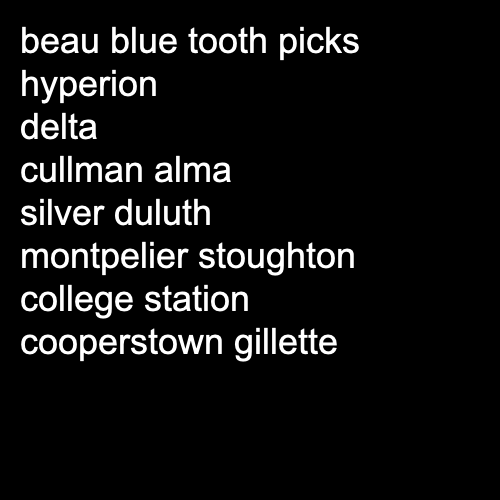 beau blue tooth picks
hyperion
delta
cullman alma
silver duluth
montpelier stoughton
college station
cooperstown gillette